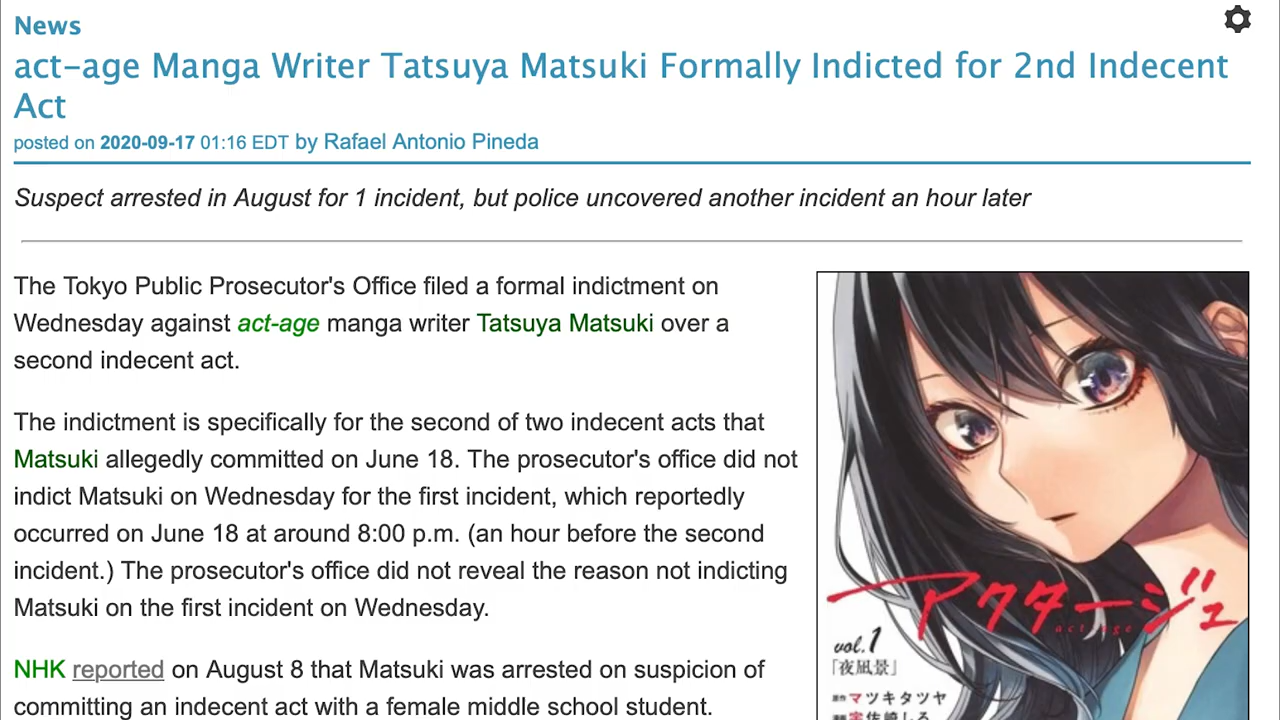 News
act-age Manga Writer Tatsuya Matsuki Formally Indicted for 2nd Indecent
Act
posted on 2020-09-17 01:16 EDT by Rafael Antonio Pineda
Suspect arrested in August for 1 incident, but police uncovered another incident an hour later
The Tokyo Public Prosecutor's Office filed a formal indictment on
Wednesday against act-age manga writer Tatsuya Matsuki over a
second indecent act.
The indictment is specifically for the second of two indecent acts that
Matsuki allegedly committed on June 18. The prosecutor's office did not
indict Matsuki on Wednesday for the first incident, which reportedly
occurred on June 18 at around 8:00 p.m. (an hour before the second
incident.) The prosecutor's office did not reveal the reason not indicting
Matsuki on the first incident on Wednesday.
NHK reported on August 8 that Matsuki was arrested on suspicion of
committing an indecent act with a female middle school student.
アクタージュ
act-age
vol.1
「夜凪景」
原作 マツキタツヤ
宇佐崎しろ